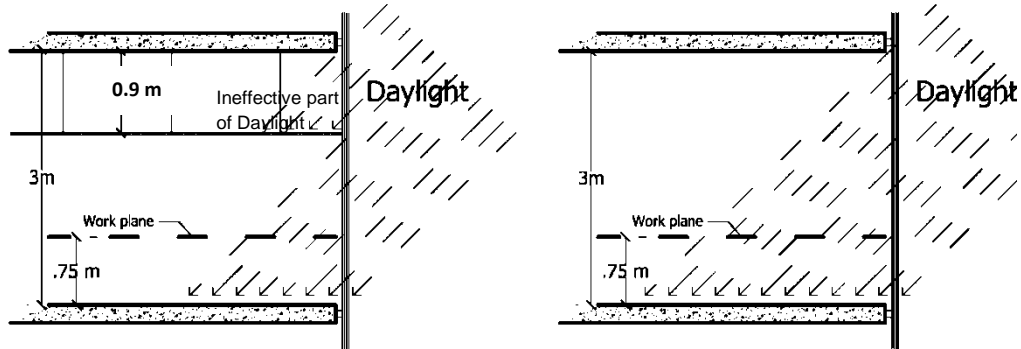 0.9 m
Ineffective part
of Daylight
Daylight
3m
Work plane
.75 m
Daylight
3m
Work plane
.75 m